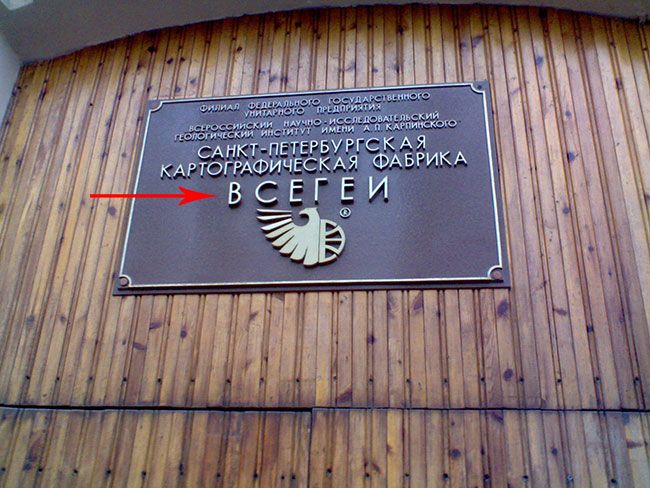 ФИЛИАЛ ФЕДЕРАЛЬНОГО ГОСУДАРСТВЕННОГО
УНИТАРНОГО ПРЕДПРИЯТИЯ
ВСЕРОССИЙСКИЙ НАУЧНО-ИССЛЕДОВАТЕЛЬСКИЙ
ГЕОЛОГИЧЕСКИЙ ИНСТИТУТ ИМЕНИ А.П. КАРПИНСКОГО
САНКТ-ПЕТЕРБУРГСКАЯ
КАРТОГРАФИЧЕСКАЯ ФАБРИКА
ВСЕГЕИ
®